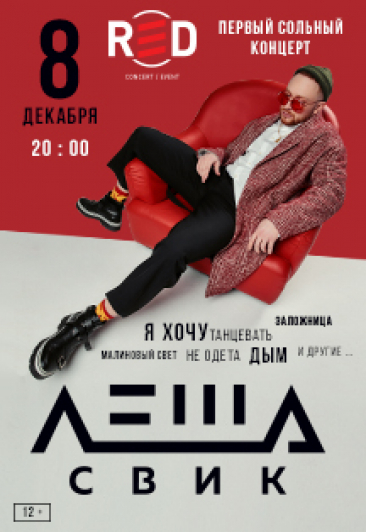 8
ДЕКАБРЯ
20 : 00
RED
CONCERT | EVENT
ПЕРВЫЙ СОЛЬНЫЙ
КОНЦЕРТ
ЗАЛОЖНИЦА
Я ХОЧУ ТАНЦЕВАТЬ
МАЛИНОВЫЙ СВЕТ НЕ ОДЕТА ДЫМ И ДРУГИЕ ...
ЛЕША
СВИК
12 +